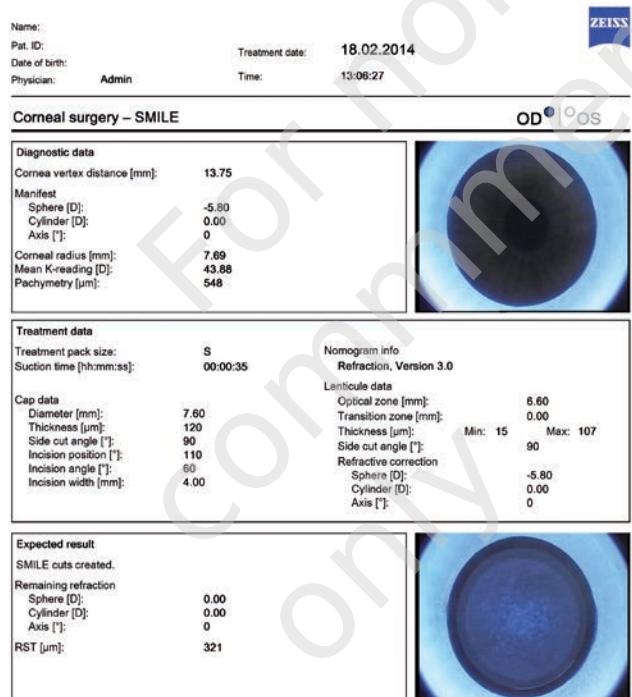 ZEISS
Name:
Pat. ID:
Date of birth:
Physician: Admin
Treatment date: 18.02.2014
Time: 13:06:27
Corneal surgery – SMILE
OD OS
Diagnostic data
Cornea vertex distance [mm]: 13.75
Manifest
Sphere [D]: -5.80
Cylinder [D]: 0.00
Axis [°]: 0
Corneal radius [mm]: 7.69
Mean K-reading [D]: 43.88
Pachymetry [µm]: 548
Treatment data
Treatment pack size: S
Suction time [hh:mm:ss]: 00:00:35
Cap data
Diameter [mm]: 7.60
Thickness [µm]: 120
Side cut angle [°]: 90
Incision position [°]: 110
Incision angle [°]: 60
Incision width [mm]: 4.00
Nomogram info
Refraction, Version 3.0
Lenticule data
Optical zone [mm]: 6.60
Transition zone [mm]: 0.00
Thickness [µm]: Min: 15 Max: 107
Side cut angle [°]: 90
Refractive correction
Sphere [D]: -5.80
Cylinder [D]: 0.00
Axis [°]: 0
Expected result
SMILE cuts created.
Remaining refraction
Sphere [D]: 0.00
Cylinder [D]: 0.00
Axis [°]: 0
RST [µm]: 321
For
only